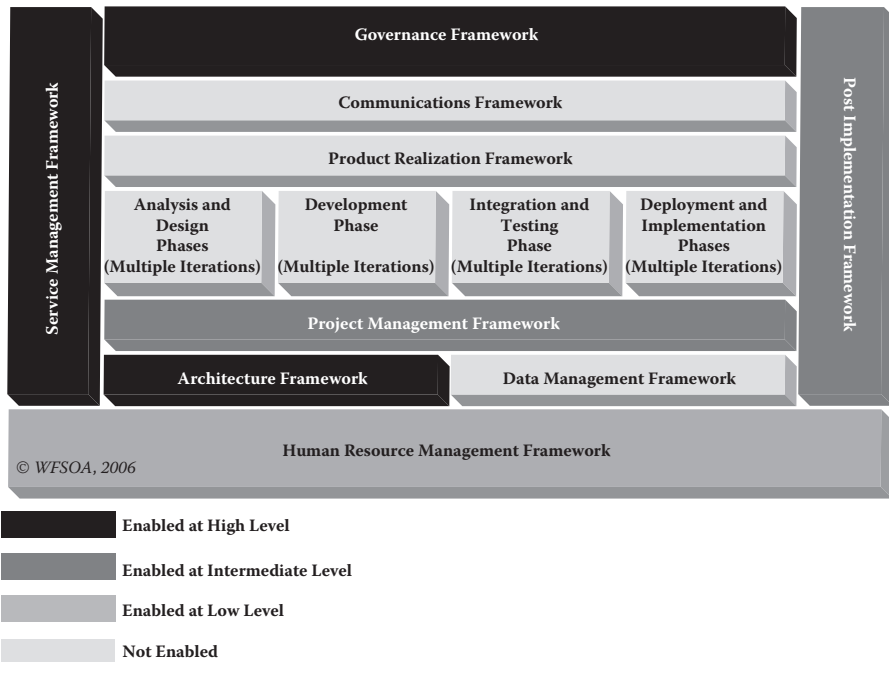 Service Management Framework
Governance Framework
Post Implementation Framework
Communications Framework
Product Realization Framework
Analysis and
Design
Phases
(Multiple Iterations)
Development
Phase
(Multiple Iterations)
Integration and
Testing
Phase
(Multiple Iterations)
Deployment and
Implementation
Phases
(Multiple Iterations)
Project Management Framework
Architecture Framework
Data Management Framework
Human Resource Management Framework
© WFSOA, 2006
Enabled at High Level
Enabled at Intermediate Level
Enabled at Low Level
Not Enabled